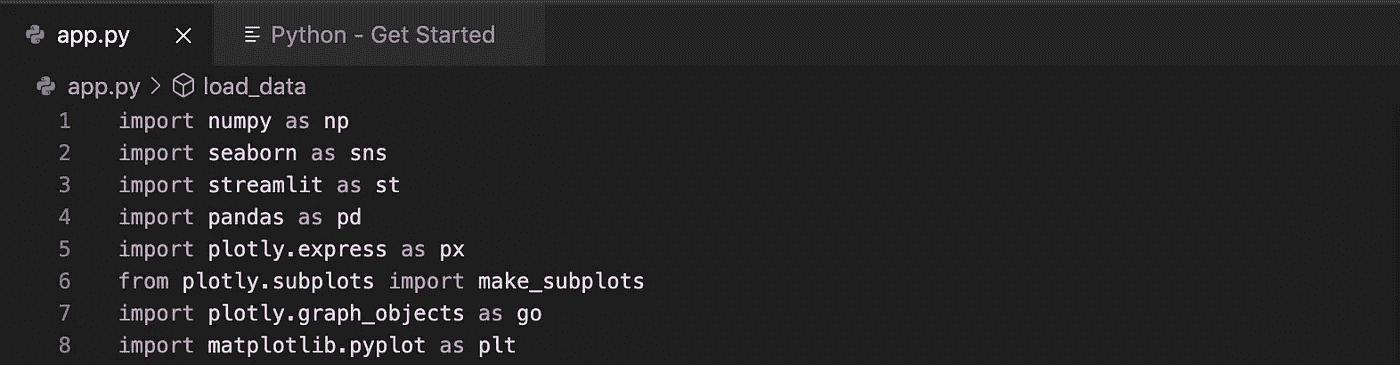 app.py × Python - Get Started
app.py > load_data
1 import numpy as np
2 import seaborn as sns
3 import streamlit as st
4 import pandas as pd
5 import plotly.express as px
6 from plotly.subplots import make_subplots
7 import plotly.graph_objects as go
8 import matplotlib.pyplot as plt